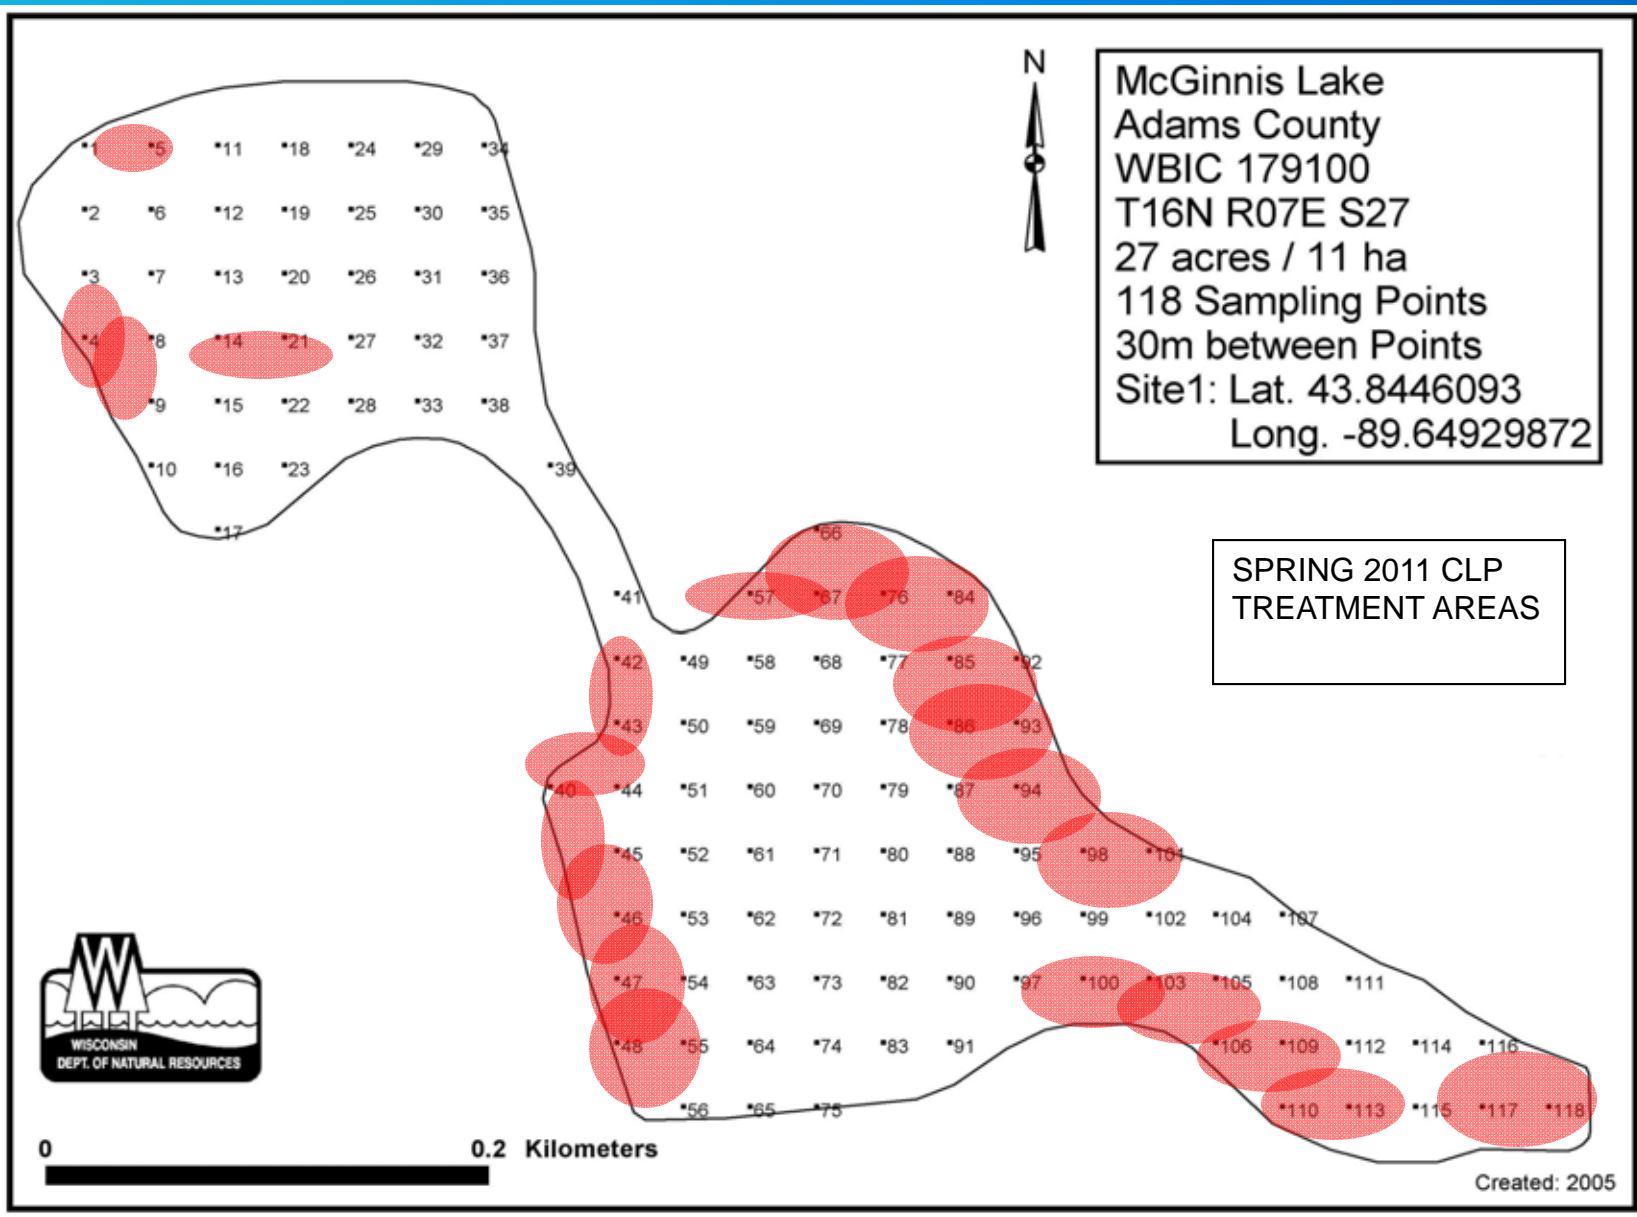 N
McGinnis Lake
Adams County
WBIC 179100
T16N R07E S27
27 acres / 11 ha
118 Sampling Points
30m between Points
Site1: Lat. 43.8446093
Long. -89.64929872
1 5 11 18 24 29 34
2 6 12 19 25 30 35
3 7 13 20 26 31 36
4 8 14 21 27 32 37
9 15 22 28 33 38
10 16 23 39
17 66
SPRING 2011 CLP
TREATMENT AREAS
41 57 67 76 84
42 49 58 68 77 85 92
43 50 59 69 78 86 93
40 44 51 60 70 79 87 94
45 52 61 71 80 88 95 98 101
46 53 62 72 81 89 96 99 102 104 107
47 54 63 73 82 90 97 100 103 105 108 111
48 55 64 74 83 91 106 109 112 114 116
56 65 75 110 113 115 117 118
W
WISCONSIN
DEPT. OF NATURAL RESOURCES
0 0.2 Kilometers
Created: 2005